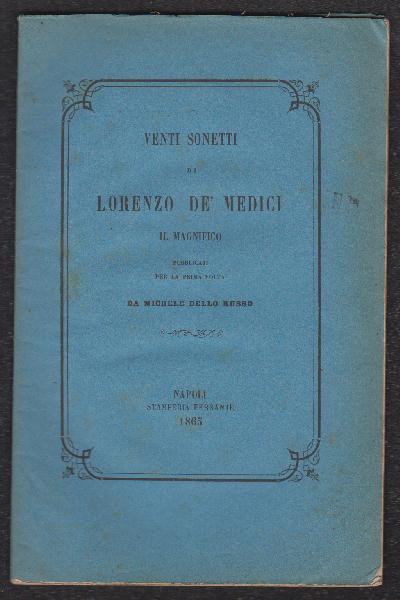 VENTI SONETTI
DI
LORENZO DE' MEDICI
IL MAGNIFICO
PUBBLICATI
PER LA PRIMA VOLTA
DA MICHELE DELLO RUSSO
NAPOLI
STAMPERIA FERRANTE
1863